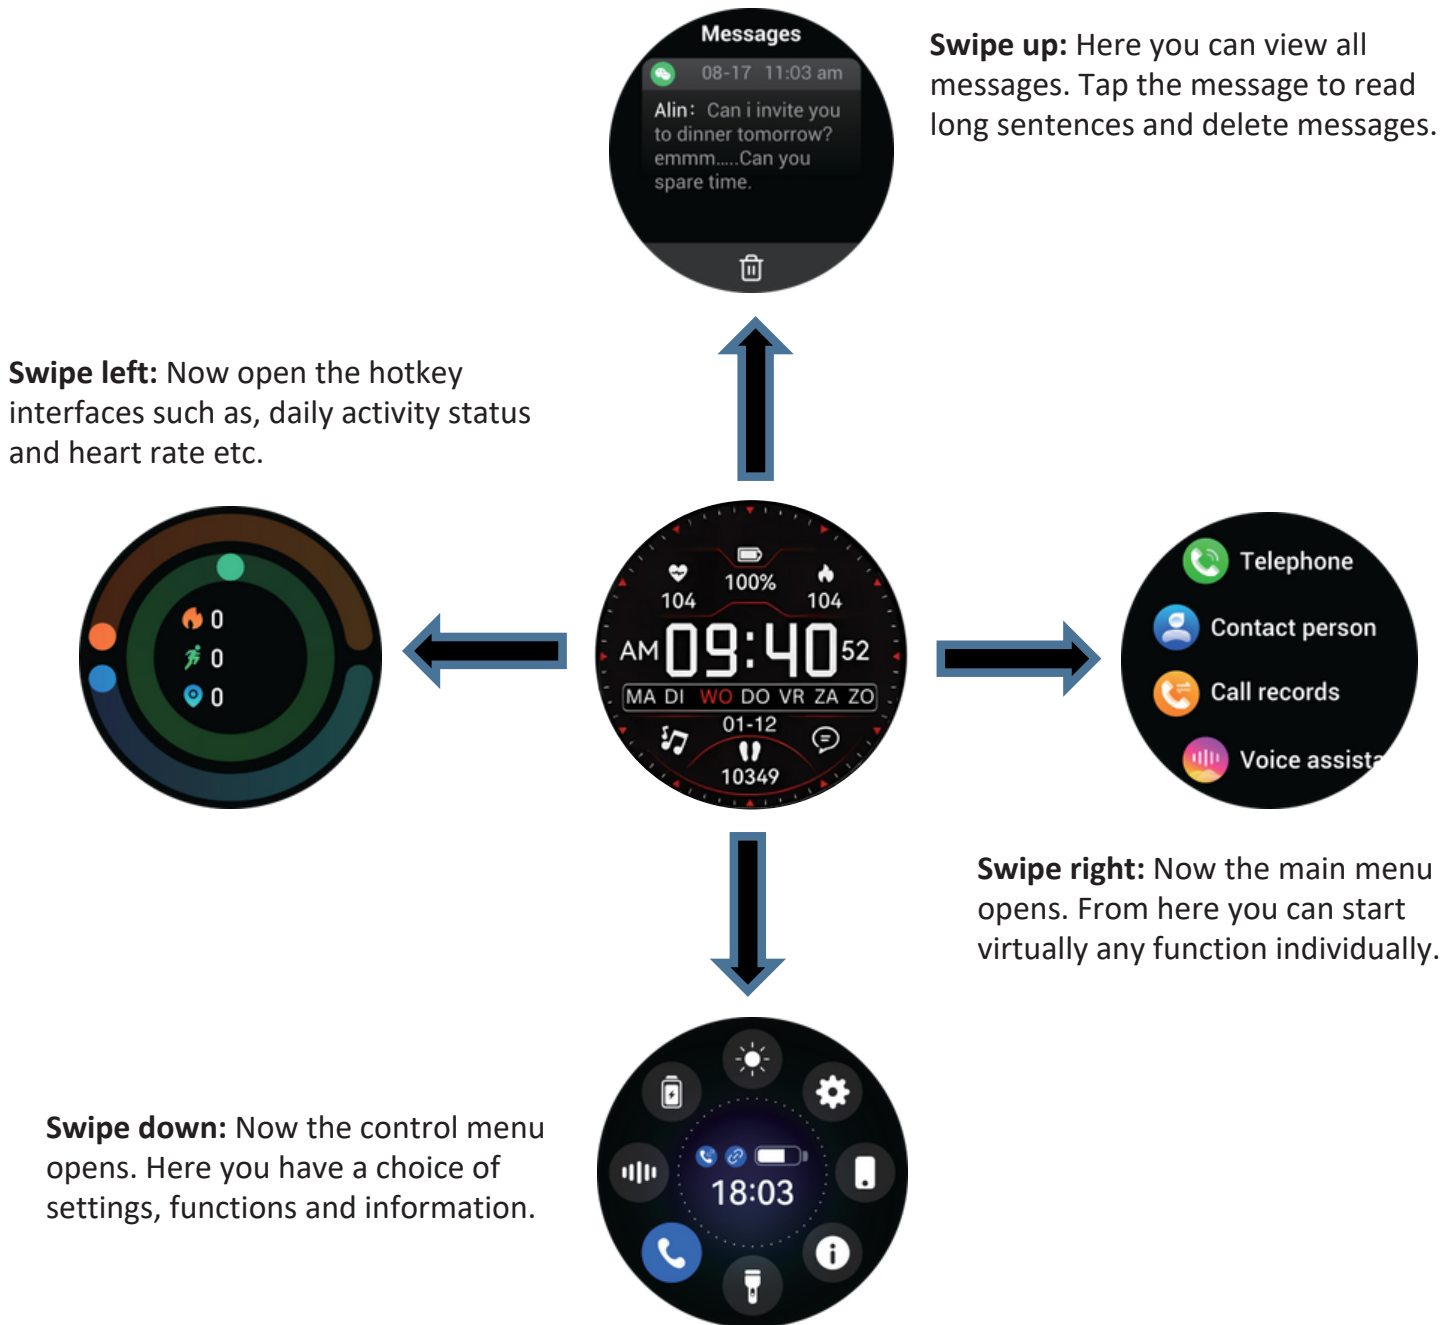 Messages
08-17 11:03 am
Alin: Can i invite you
to dinner tomorrow?
emmm.....Can you
spare time.
Swipe up: Here you can view all
messages. Tap the message to read
long sentences and delete messages.
Swipe left: Now open the hotkey
interfaces such as, daily activity status
and heart rate etc.
0
0
0
100%
104
104
AM 09:40 52
MA DI WO DO VR ZA ZO
01-12
10349
Telephone
Contact person
Call records
Voice assista
Swipe right: Now the main menu
opens. From here you can start
virtually any function individually.
Swipe down: Now the control menu
opens. Here you have a choice of
settings, functions and information.
18:03